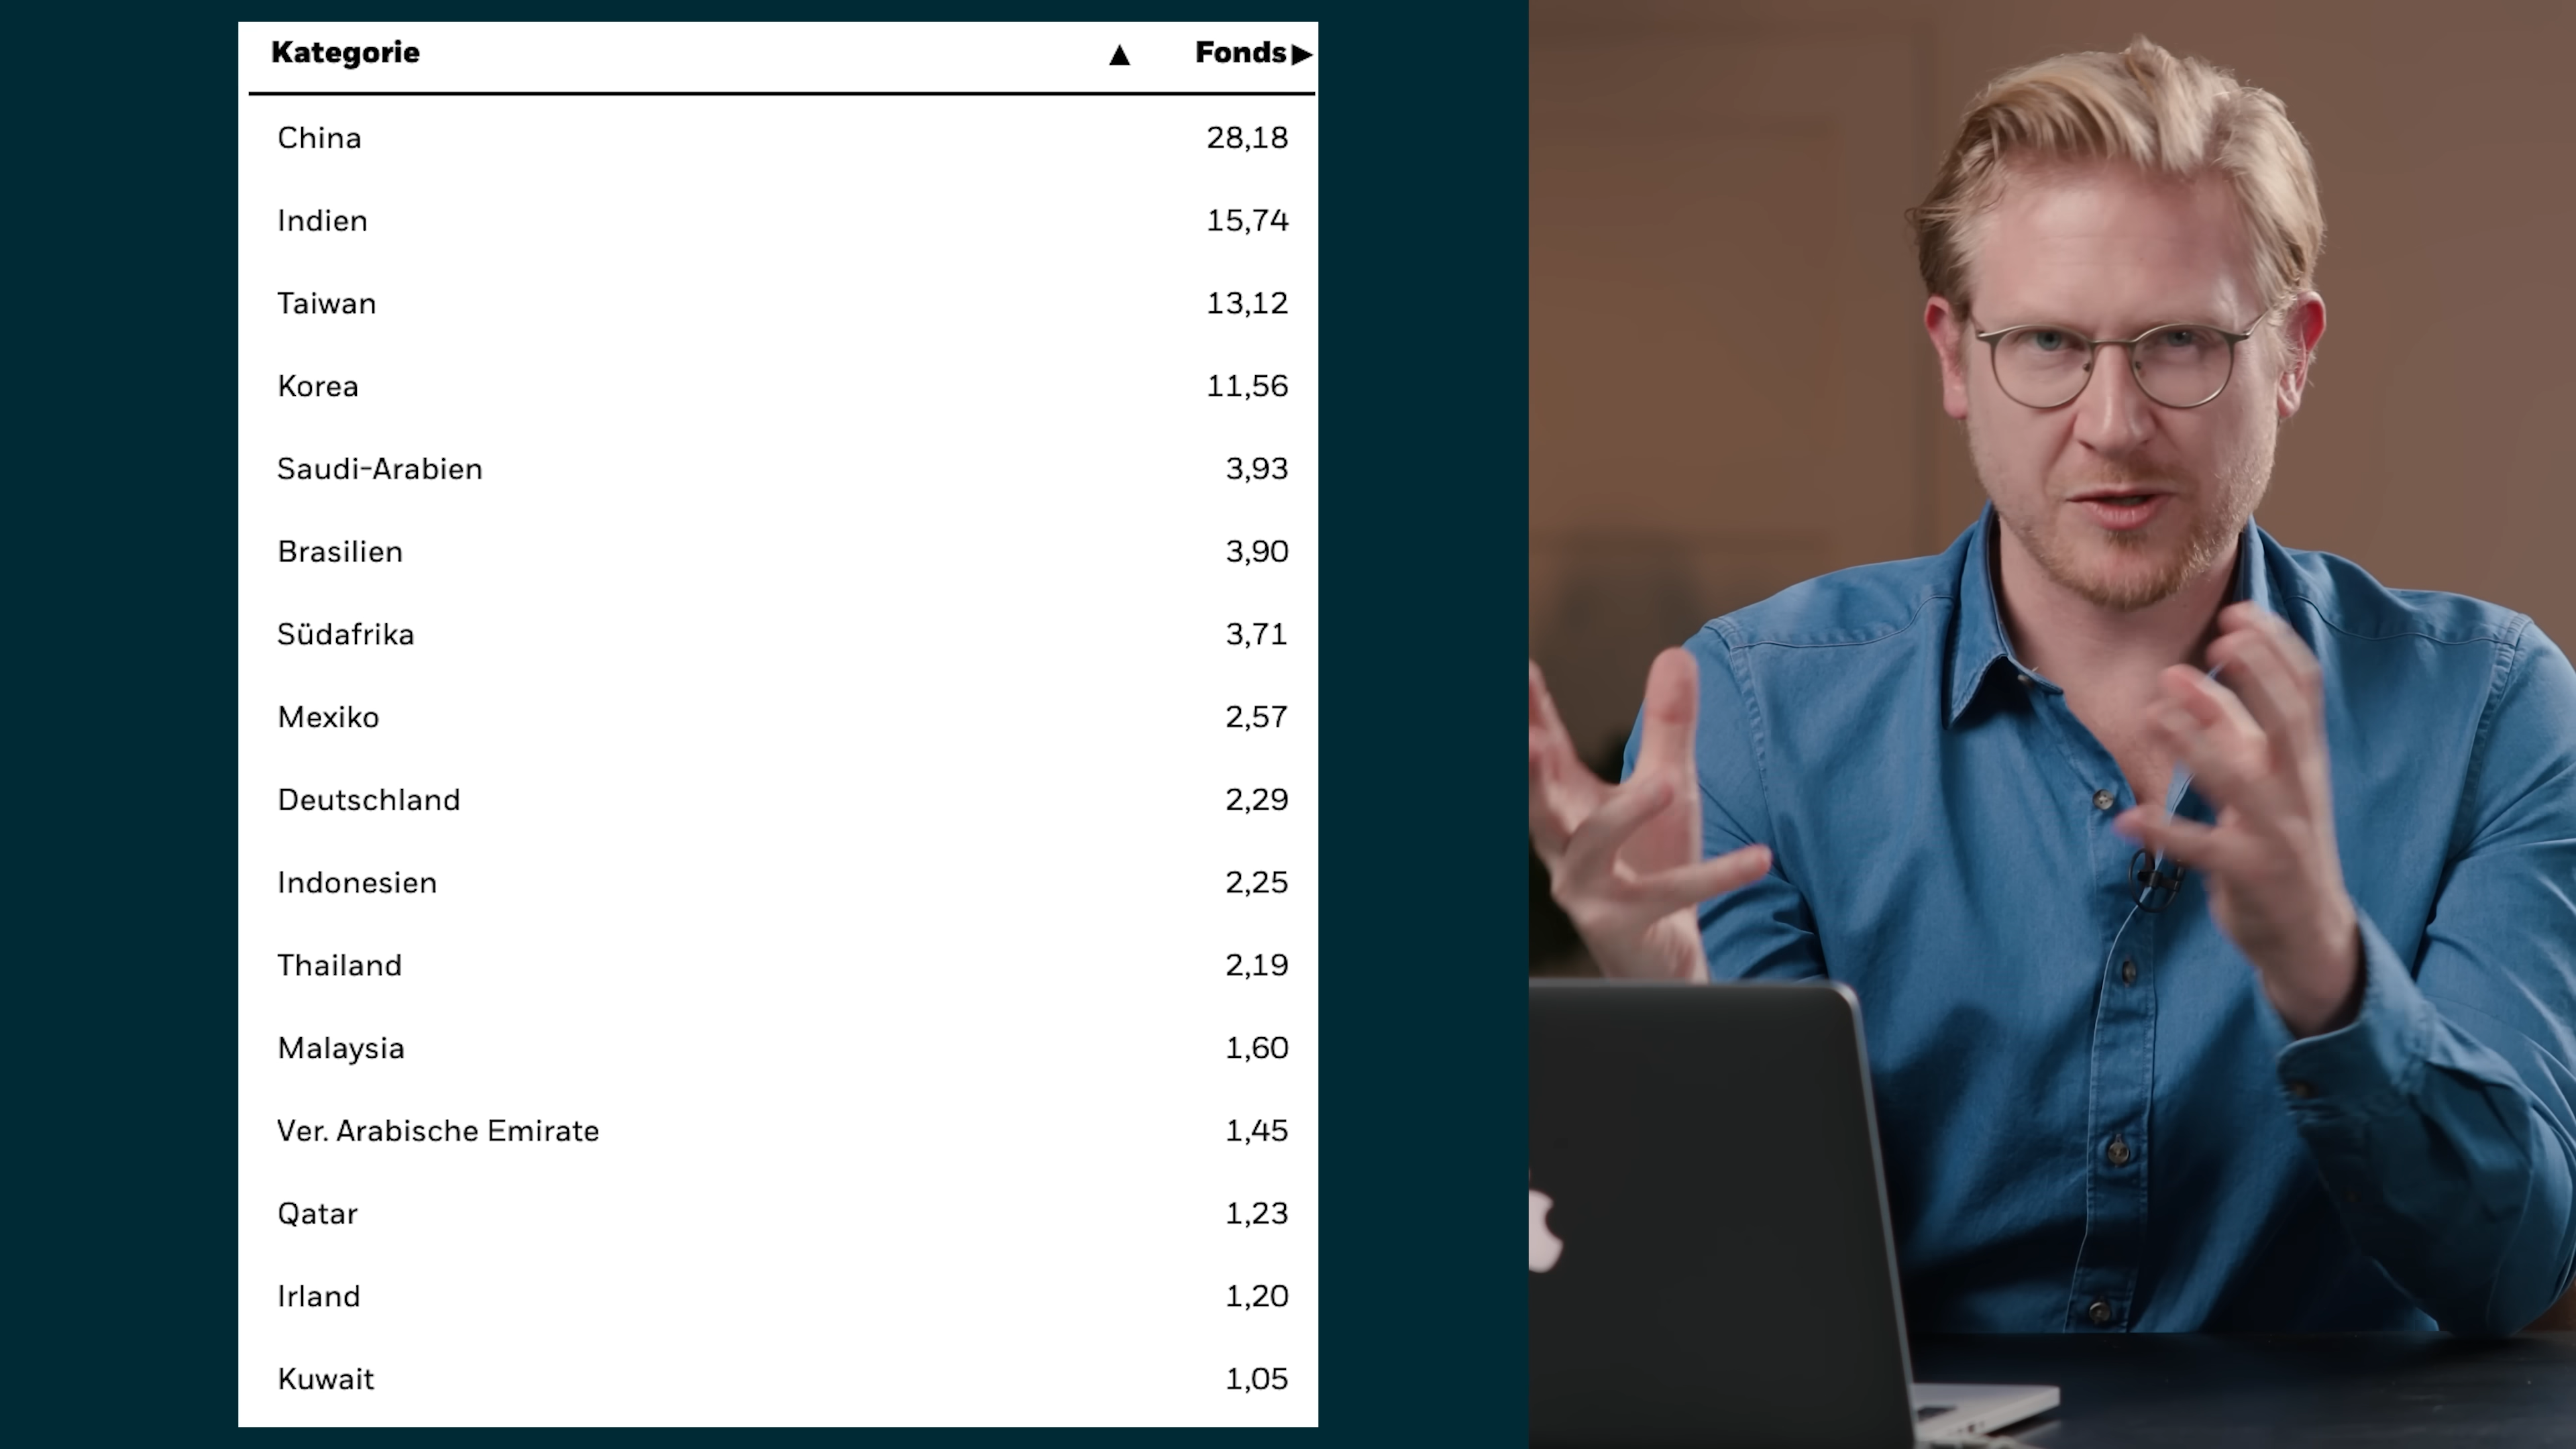 Kategorie ▲ Fonds▶
China 28,18
Indien 15,74
Taiwan 13,12
Korea 11,56
Saudi-Arabien 3,93
Brasilien 3,90
Südafrika 3,71
Mexiko 2,57
Deutschland 2,29
Indonesien 2,25
Thailand 2,19
Malaysia 1,60
Ver. Arabische Emirate 1,45
Qatar 1,23
Irland 1,20
Kuwait 1,05